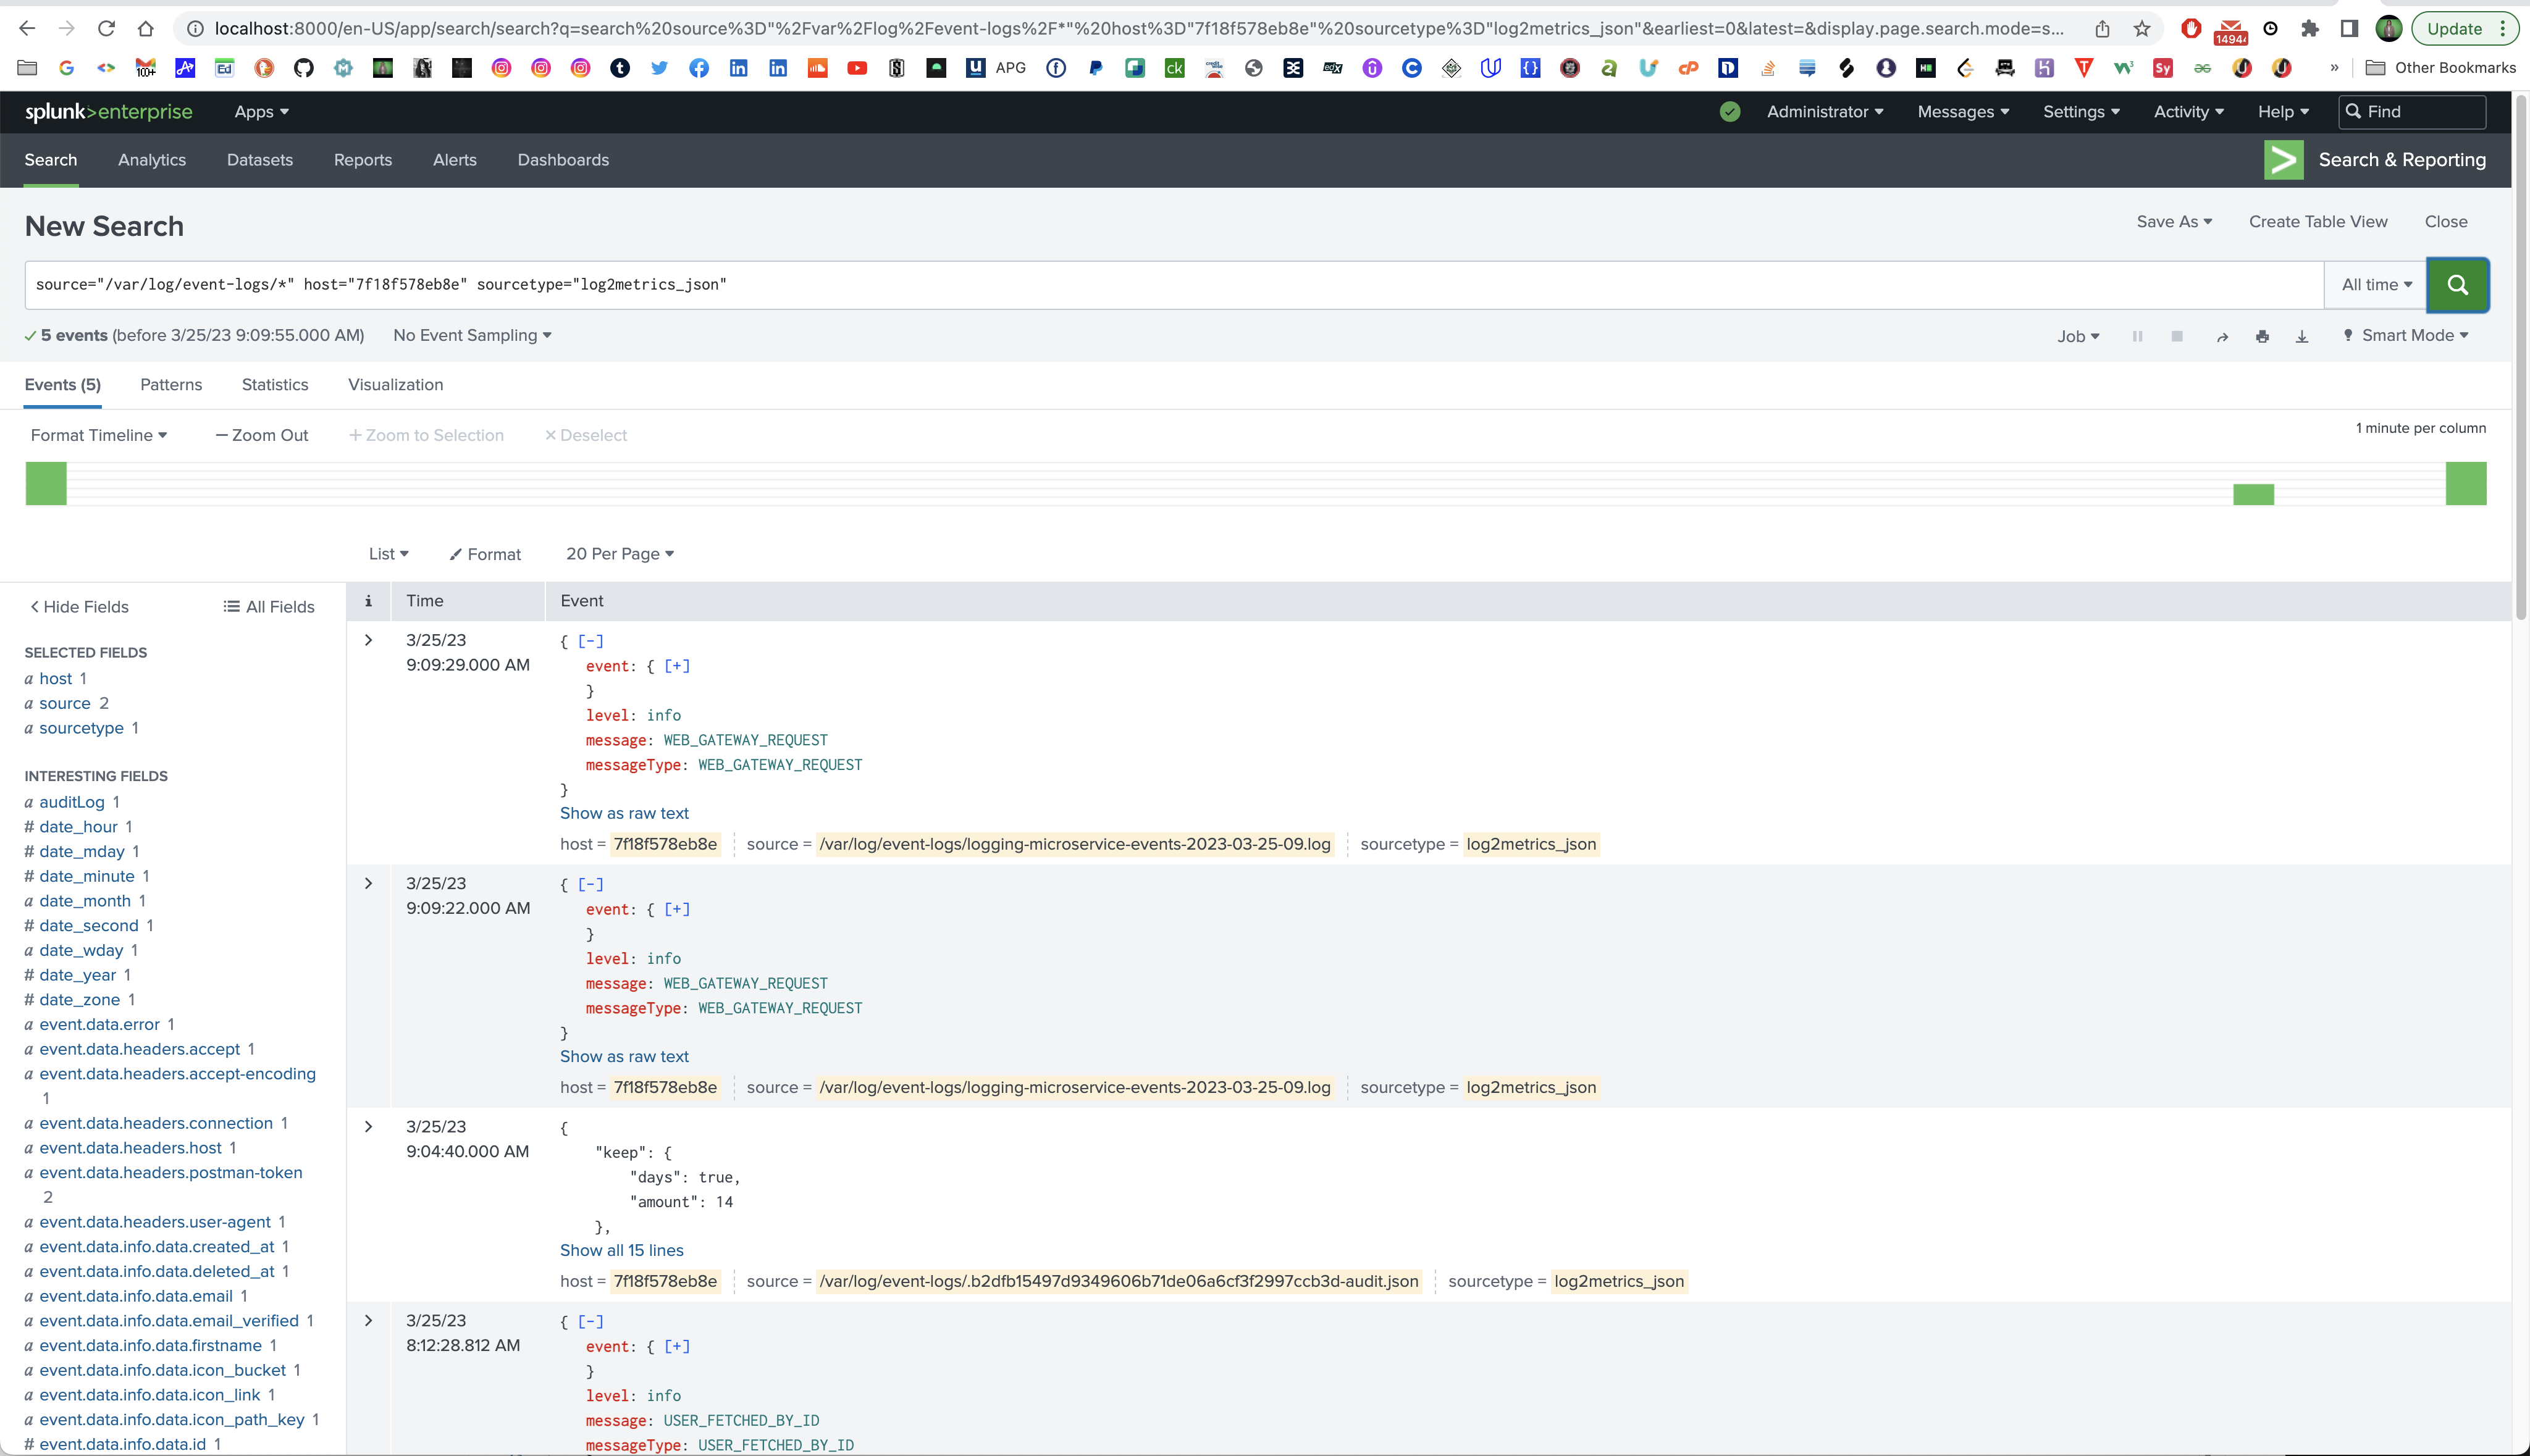 localhost:8000/en-US/app/search/search?q=search%20source%3D"%2Fvar%2Flog%2Fevent-logs%2F*"%20host%3D"7f18f578eb8e"%20sourcetype%3D"log2metrics_json"&earliest=0&latest=&display.page.search.mode=s...
14944
Update
100+
Ed
APG
ck
edX
cP
Sy
»
Other Bookmarks
splunk>enterprise
Apps
Administrator
Messages
Settings
Activity
Help
Find
Search
Analytics
Datasets
Reports
Alerts
Dashboards
Search & Reporting
New Search
Save As
Create Table View
Close
source="/var/log/event-logs/*" host="7f18f578eb8e" sourcetype="log2metrics_json"
All time
5 events (before 3/25/23 9:09:55.000 AM)
No Event Sampling
Job
Smart Mode
Events (5)
Patterns
Statistics
Visualization
Format Timeline
— Zoom Out
+ Zoom to Selection
× Deselect
1 minute per column
List
Format
20 Per Page
< Hide Fields
All Fields
i
Time
Event
SELECTED FIELDS
a host 1
a source 2
a sourcetype 1
INTERESTING FIELDS
a auditLog 1
# date_hour 1
# date_mday 1
# date_minute 1
a date_month 1
# date_second 1
a date_wday 1
# date_year 1
# date_zone 1
a event.data.error 1
a event.data.headers.accept 1
a event.data.headers.accept-encoding
1
a event.data.headers.connection 1
a event.data.headers.host 1
a event.data.headers.postman-token
2
a event.data.headers.user-agent 1
a event.data.info.data.created_at 1
a event.data.info.data.deleted_at 1
a event.data.info.data.email 1
a event.data.info.data.email_verified 1
a event.data.info.data.firstname 1
a event.data.info.data.icon_bucket 1
a event.data.info.data.icon_link 1
a event.data.info.data.icon_path_key 1
# event.data.info.data.id 1
3/25/23
9:09:29.000 AM
{ [-]
event: { [+]
}
level: info
message: WEB_GATEWAY_REQUEST
messageType: WEB_GATEWAY_REQUEST
}
Show as raw text
host = 7f18f578eb8e
source = /var/log/event-logs/logging-microservice-events-2023-03-25-09.log
sourcetype = log2metrics_json
3/25/23
9:09:22.000 AM
{ [-]
event: { [+]
}
level: info
message: WEB_GATEWAY_REQUEST
messageType: WEB_GATEWAY_REQUEST
}
Show as raw text
host = 7f18f578eb8e
source = /var/log/event-logs/logging-microservice-events-2023-03-25-09.log
sourcetype = log2metrics_json
3/25/23
9:04:40.000 AM
{
"keep": {
"days": true,
"amount": 14
},
Show all 15 lines
host = 7f18f578eb8e
source = /var/log/event-logs/.b2dfb15497d9349606b71de06a6cf3f2997ccb3d-audit.json
sourcetype = log2metrics_json
3/25/23
8:12:28.812 AM
{ [-]
event: { [+]
}
level: info
message: USER_FETCHED_BY_ID
messageType: USER_FETCHED_BY_ID